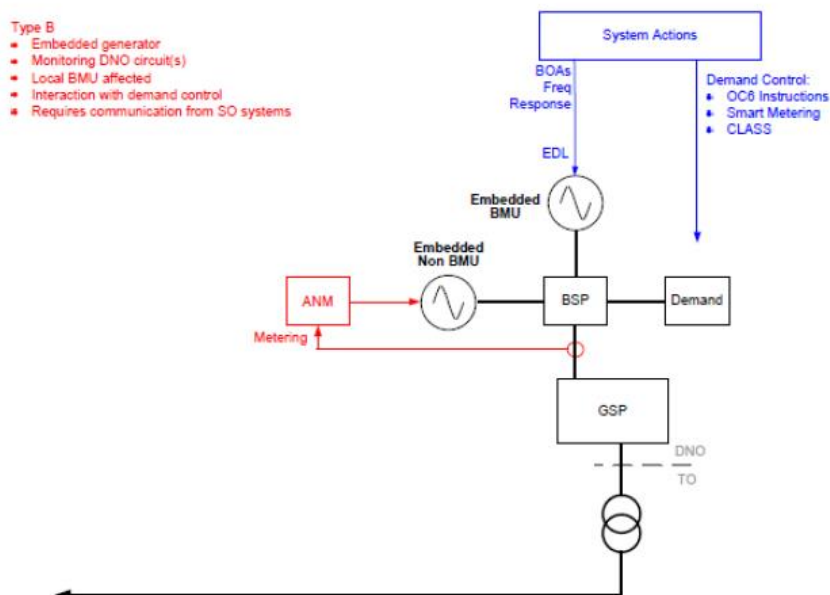 Type B
Embedded generator
Monitoring DNO circuit(s)
Local BMU affected
Interaction with demand control
Requires communication from SO systems
System Actions
BOAs
Freq
Response
EDL
Demand Control:
OC6 Instructions
Smart Metering
CLASS
Embedded
BMU
Embedded
Non BMU
ANM
BSP
Demand
Metering
GSP
DNO
TO